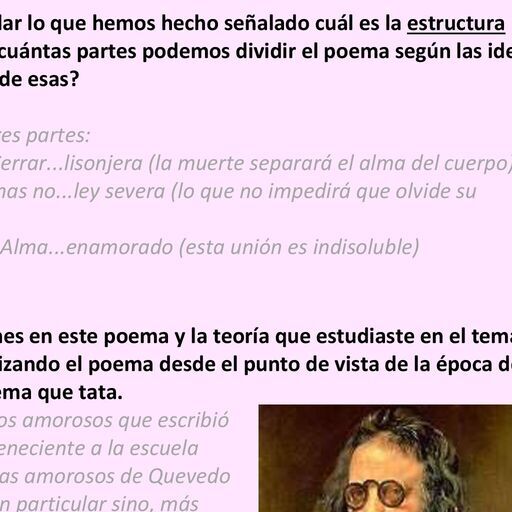 lar lo que hemos hecho señalado cuál es la estructura
cuántas partes podemos dividir el poema según las ide
de esas?
es partes:
errar...lisonjera (la muerte separará el alma del cuerpo)
nas no...ley severa (lo que no impedirá que olvide su
Alma...enamorado (esta unión es indisoluble)
nes en este poema y la teoría que estudiaste en el tema
izando el poema desde el punto de vista de la época d
ema que tata.
os amorosos que escribió
eneciente a la escuela
as amorosos de Quevedo
n particular sino, más